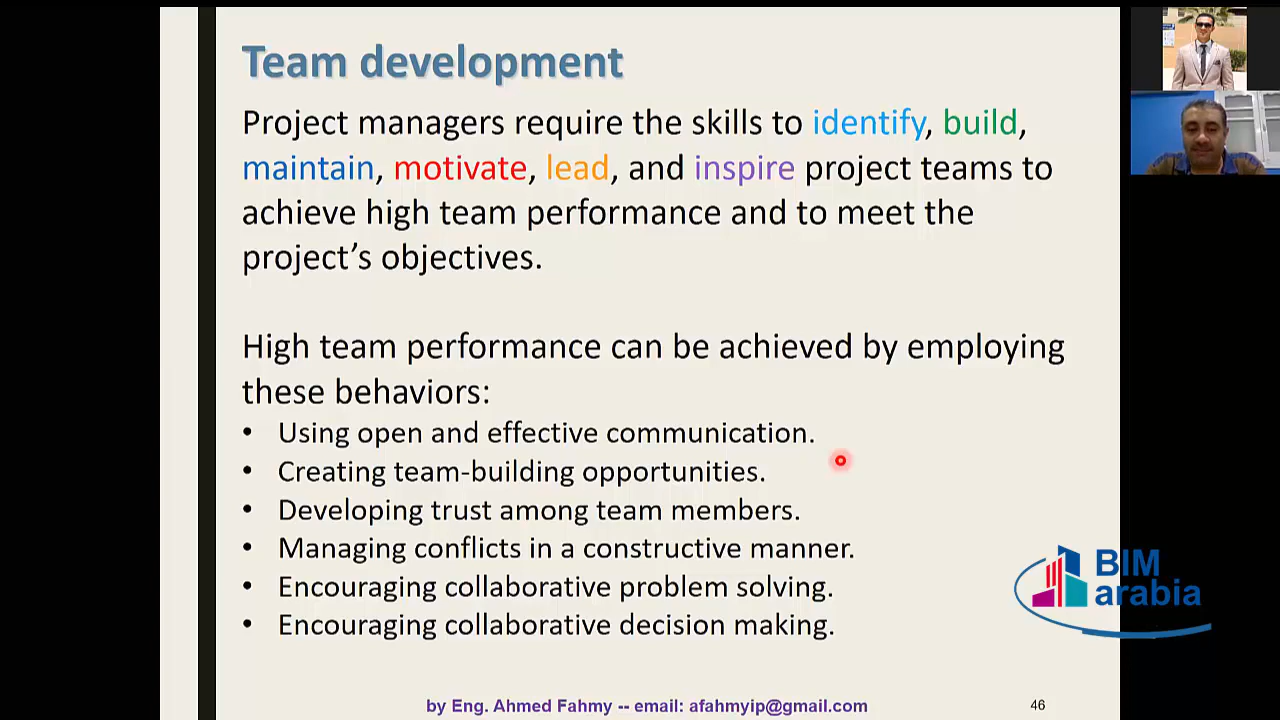 Team development
Project managers require the skills to identify, build,
maintain, motivate, lead, and inspire project teams to
achieve high team performance and to meet the
project’s objectives.
High team performance can be achieved by employing
these behaviors:
• Using open and effective communication.
• Creating team-building opportunities.
• Developing trust among team members.
• Managing conflicts in a constructive manner.
• Encouraging collaborative problem solving.
• Encouraging collaborative decision making.
BIM
arabia
by Eng. Ahmed Fahmy -- email: afahmyip@gmail.com
46